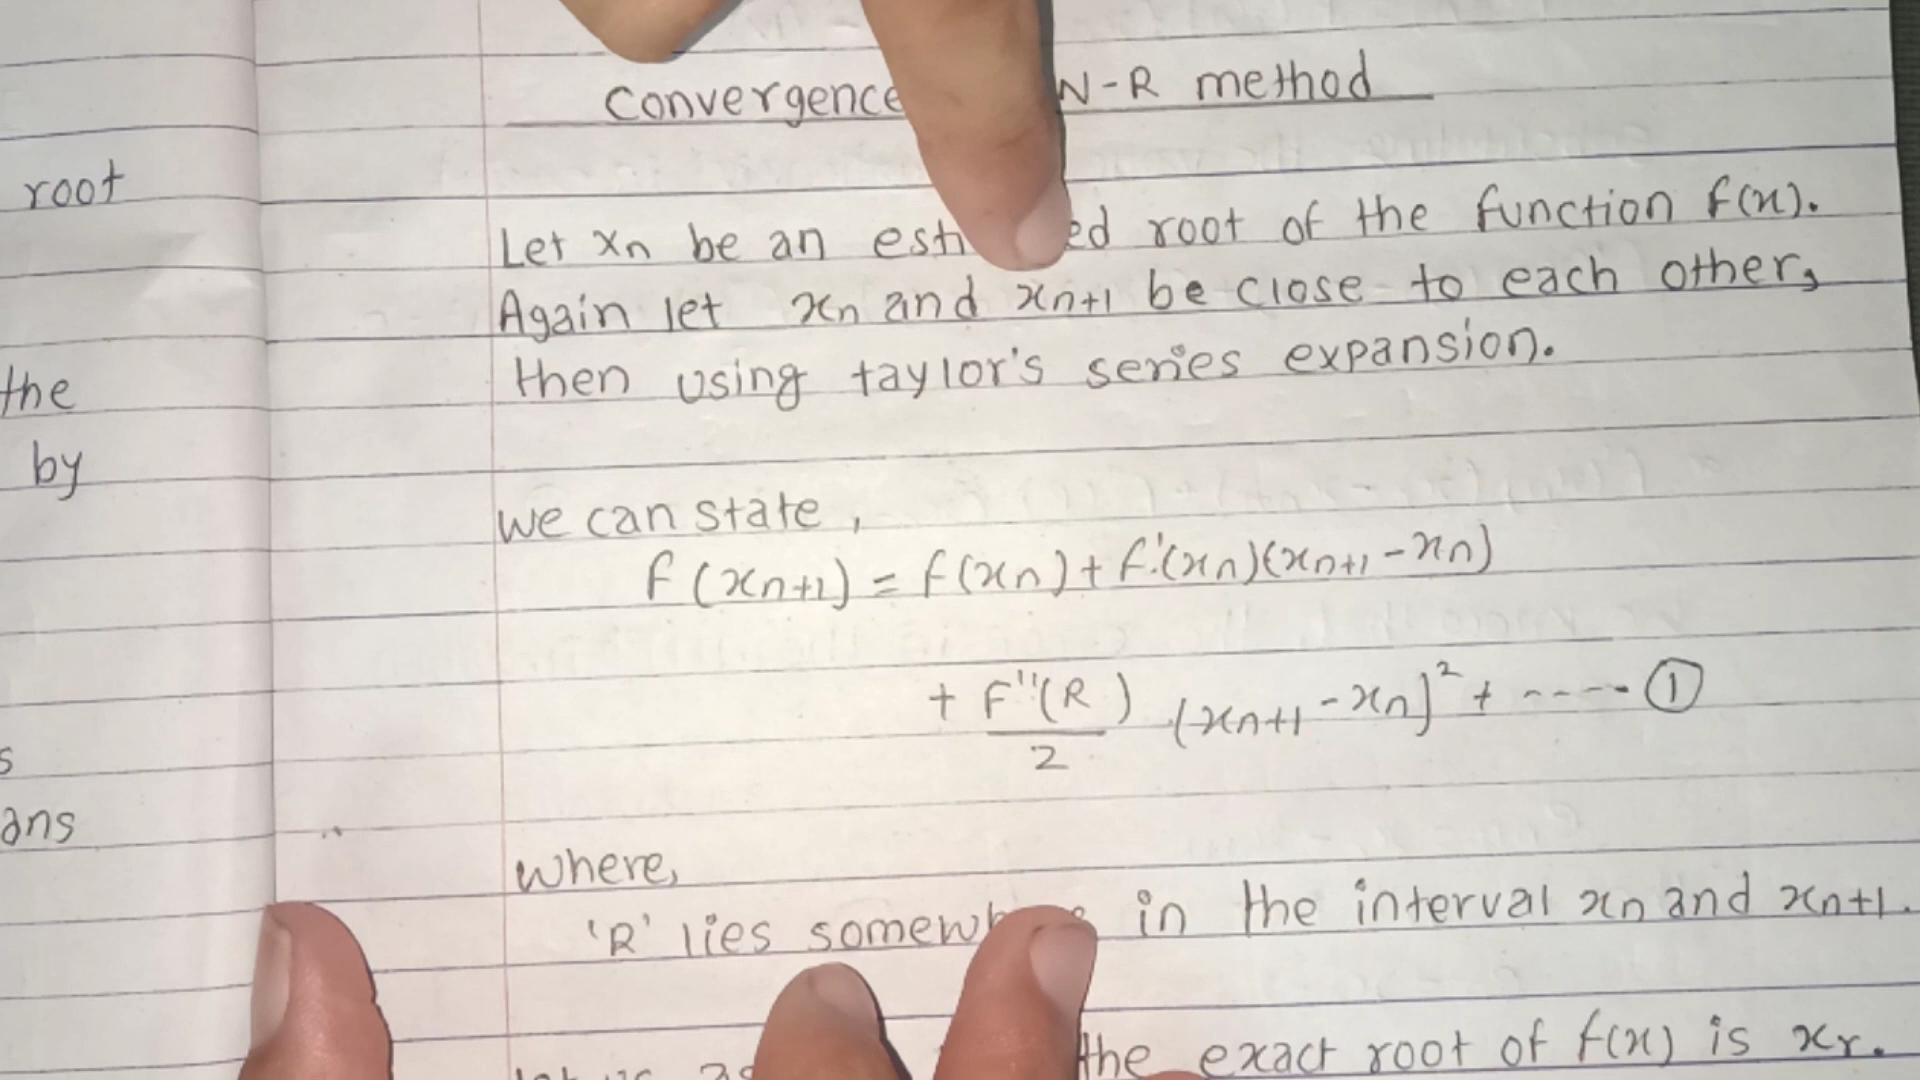 Convergence N-R method
root
Let xn be an ed root of the function f(x).
Again let xn and xn+1 be close to each other,
then using taylor's series expansion.
the
by
we can state,
f(xn+1) = f(xn) + f'(xn)(xn+1 - xn)
+ F"(R)/2 (xn+1 - xn)² + ----- ①
s
ans
where,
'R' lies in the interval xn and xn+1.
the exact root of f(x) is xr.